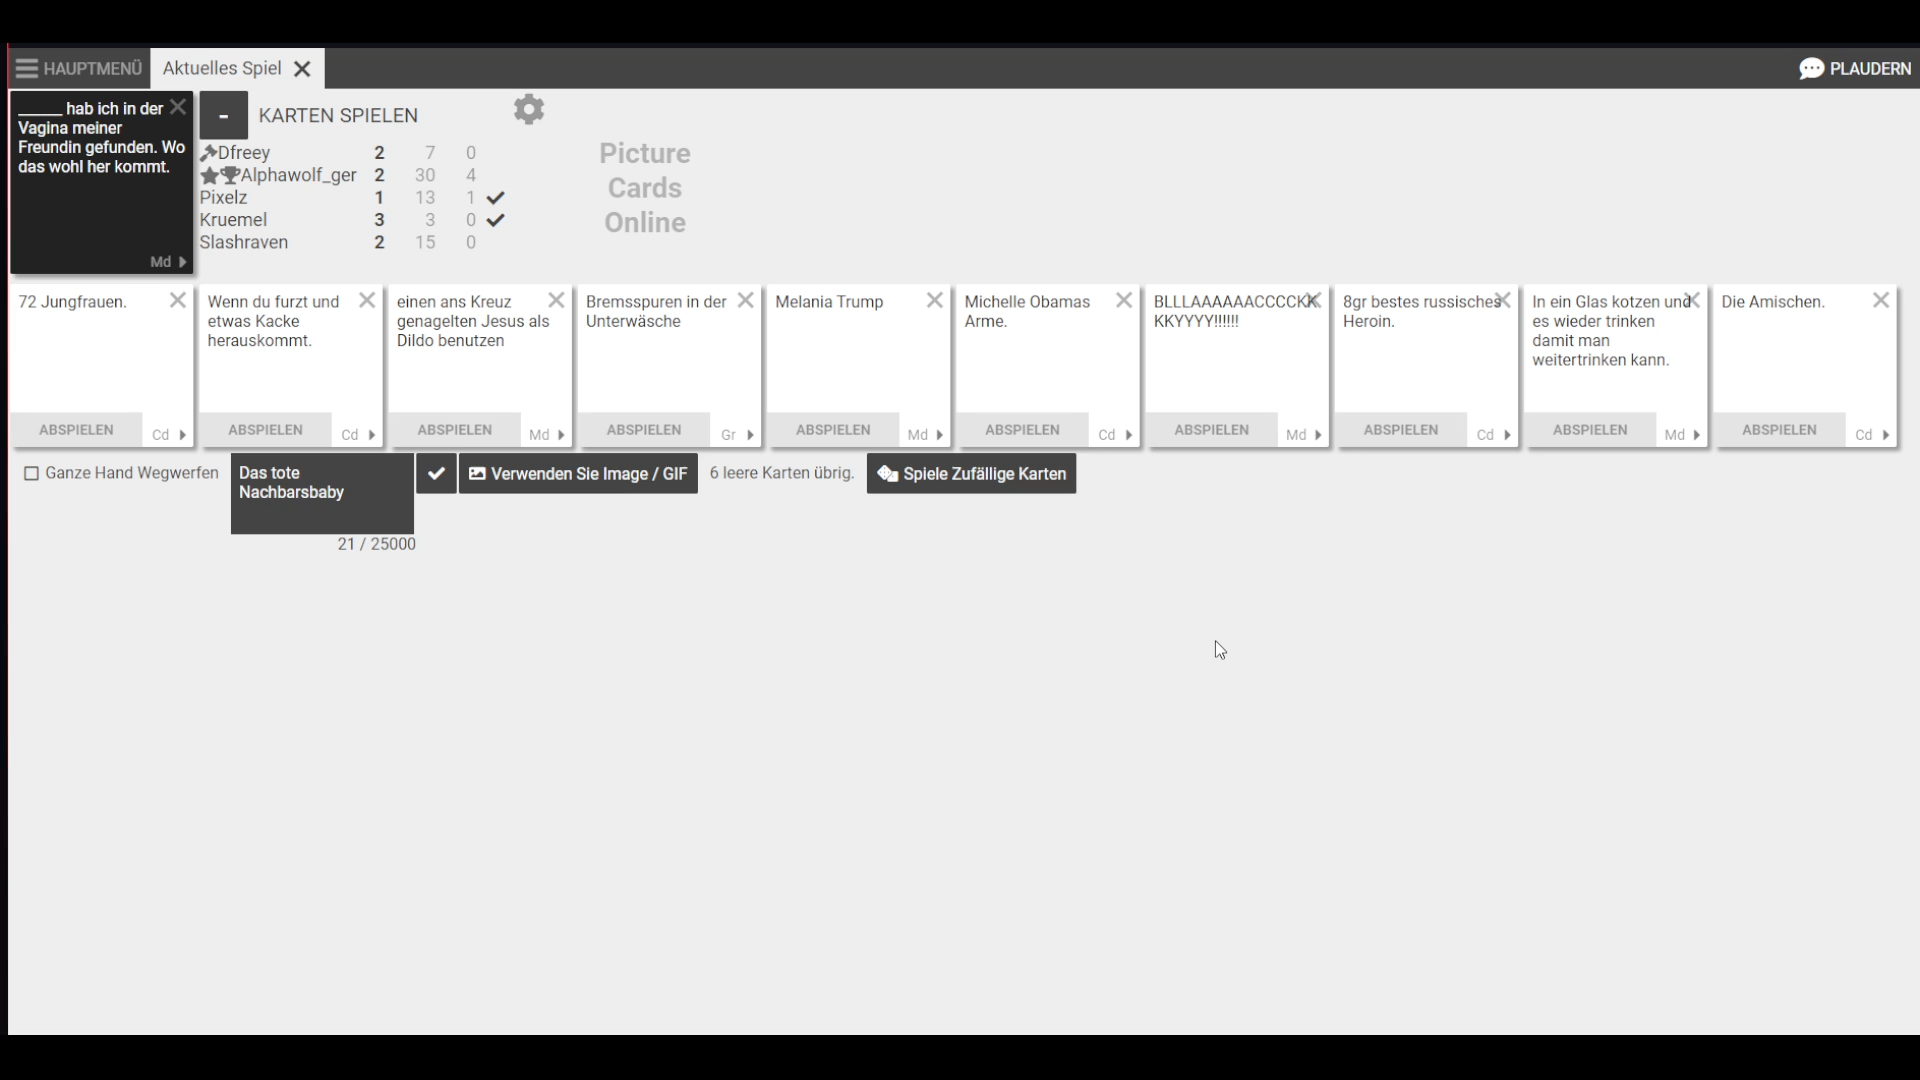 HAUPTMENÜ
Aktuelles Spiel
PLAUDERN
_____ hab ich in der
Vagina meiner
Freundin gefunden. Wo
das wohl her kommt.
Md
-
KARTEN SPIELEN
Dfreey 2 7 0
Alphawolf_ger 2 30 4
Pixelz 1 13 1
Kruemel 3 3 0
Slashraven 2 15 0
Picture
Cards
Online
72 Jungfrauen.
ABSPIELEN
Cd
Wenn du furzt und
etwas Kacke
herauskommt.
ABSPIELEN
Cd
einen ans Kreuz
genagelten Jesus als
Dildo benutzen
ABSPIELEN
Md
Bremsspuren in der
Unterwäsche
ABSPIELEN
Gr
Melania Trump
ABSPIELEN
Md
Michelle Obamas
Arme.
ABSPIELEN
Cd
BLLLAAAAAACCCCKK
KKYYYY!!!!!!
ABSPIELEN
Md
8gr bestes russisches
Heroin.
ABSPIELEN
Cd
In ein Glas kotzen und
es wieder trinken
damit man
weitertrinken kann.
ABSPIELEN
Md
Die Amischen.
ABSPIELEN
Cd
Ganze Hand Wegwerfen
Das tote
Nachbarsbaby
21 / 25000
Verwenden Sie Image / GIF
6 leere Karten übrig.
Spiele Zufällige Karten